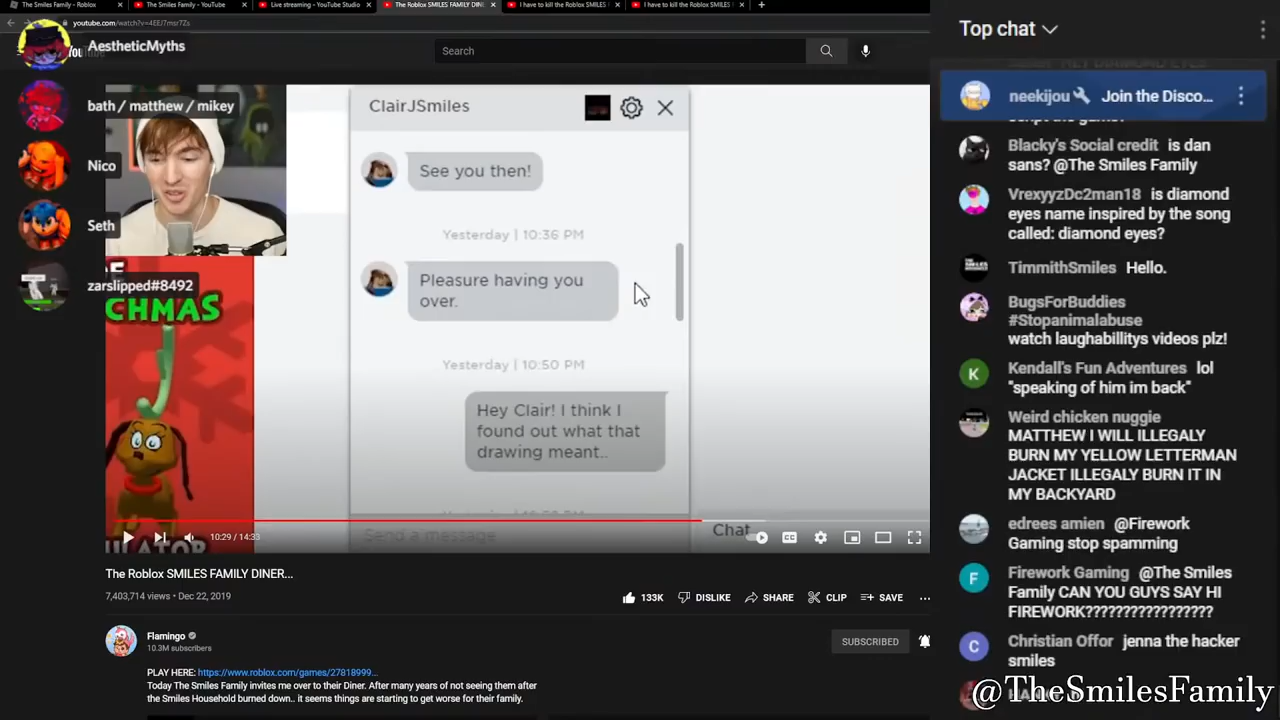 The Smiles Family - Roblox
The Smiles Family - YouTube
Live streaming - YouTube Studio
The Roblox SMILES FAMILY DINE
I have to kill the Roblox SMILES
I have to kill the Roblox SMILES
youtube.com/watch?v=4EE/7msr7Zs
AestheticMyths
Search
bath / matthew / mikey
Nico
Seth
zarslipped#8492
CHMAS
ULATOR
ClairJSmiles
See you then!
Yesterday | 10:36 PM
Pleasure having you
over.
Yesterday | 10:50 PM
Hey Clair! I think I
found out what that
drawing meant..
Send a message
Chat
10:29 / 14:33
The Roblox SMILES FAMILY DINER...
7,403,714 views • Dec 22, 2019
133K
DISLIKE
SHARE
CLIP
SAVE
Flamingo
10.3M subscribers
SUBSCRIBED
PLAY HERE: https://www.roblox.com/games/27818999...
Today The Smiles Family invites me over to their Diner. After many years of not seeing them after
the Smiles Household burned down.. it seems things are starting to get worse for their family.
Top chat
neekijou Join the Disco...
script the game?
Blacky's Social credit is dan
sans? @The Smiles Family
VrexyyzDc2man18 is diamond
eyes name inspired by the song
called: diamond eyes?
TimmithSmiles Hello.
BugsForBuddies
#Stopanimalabuse
watch laughabillitys videos plz!
Kendall's Fun Adventures lol
"speaking of him im back"
Weird chicken nuggie
MATTHEW I WILL ILLEGALY
BURN MY YELLOW LETTERMAN
JACKET ILLEGALY BURN IT IN
MY BACKYARD
edrees amien @Firework
Gaming stop spamming
Firework Gaming @The Smiles
Family CAN YOU GUYS SAY HI
FIREWORK????????????????
Christian Offor jenna the hacker
smiles
@TheSmilesFamily